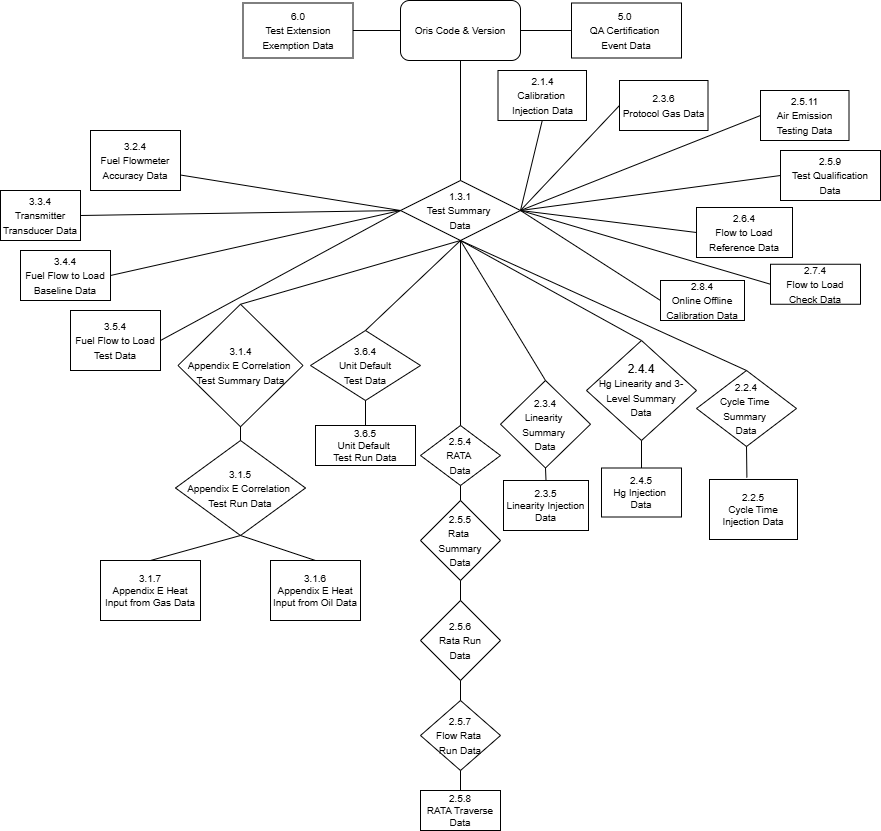 6.0
Test Extension
Exemption Data
Oris Code & Version
5.0
QA Certification
Event Data
2.1.4
Calibration
Injection Data
2.3.6
Protocol Gas Data
2.5.11
Air Emission
Testing Data
3.2.4
Fuel Flowmeter
Accuracy Data
2.5.9
Test Qualification
Data
3.3.4
Transmitter
Transducer Data
1.3.1
Test Summary
Data
2.6.4
Flow to Load
Reference Data
3.4.4
Fuel Flow to Load
Baseline Data
2.7.4
Flow to Load
Check Data
2.8.4
Online Offline
Calibration Data
3.5.4
Fuel Flow to Load
Test Data
3.1.4
Appendix E Correlation
Test Summary Data
3.6.4
Unit Default
Test Data
2.4.4
Hg Linearity and 3-
Level Summary
Data
2.2.4
Cycle Time
Summary
Data
2.3.4
Linearity
Summary
Data
3.6.5
Unit Default
Test Run Data
2.5.4
RATA
Data
3.1.5
Appendix E Correlation
Test Run Data
2.3.5
Linearity Injection
Data
2.4.5
Hg Injection
Data
2.2.5
Cycle Time
Injection Data
2.5.5
Rata
Summary
Data
3.1.7
Appendix E Heat
Input from Gas Data
3.1.6
Appendix E Heat
Input from Oil Data
2.5.6
Rata Run
Data
2.5.7
Flow Rata
Run Data
2.5.8
RATA Traverse
Data